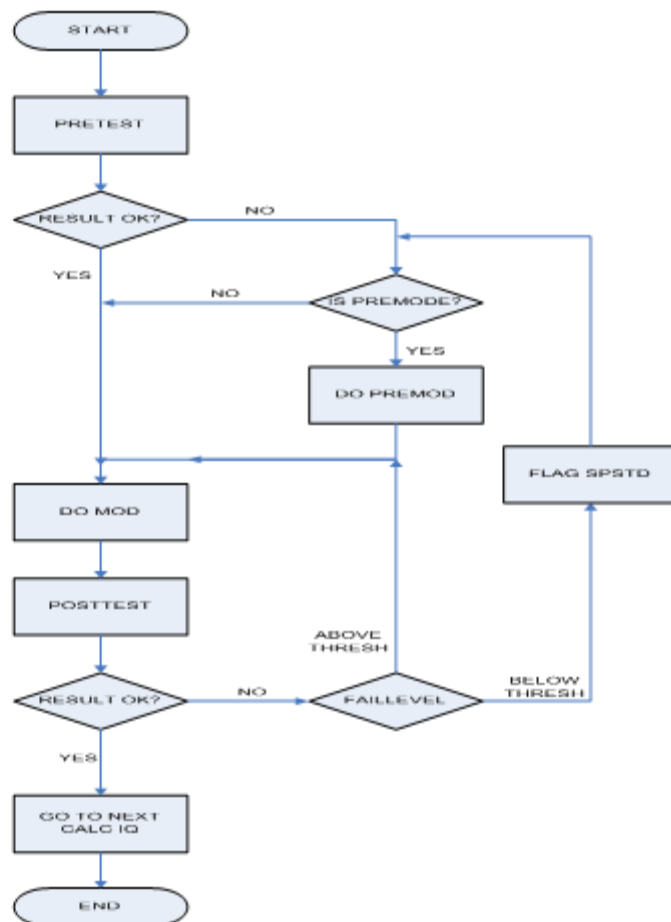 START
PRETEST
RESULT OK?
NO
YES
IS PREMODE?
NO
YES
DO PREMOD
FLAG SPSTD
DO MOD
POSTTEST
ABOVE
THRESH
RESULT OK?
NO
FAILLEVEL
BELOW
THRESH
YES
GO TO NEXT
CALC IQ
END